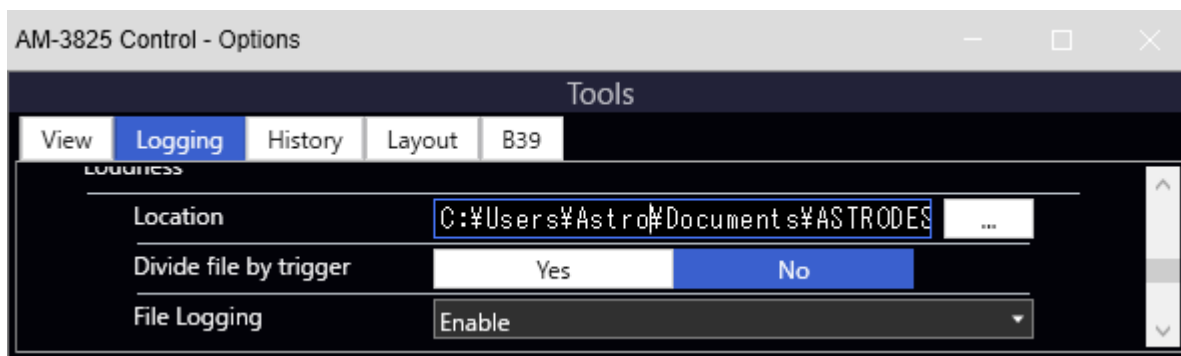 AM-3825 Control - Options
Tools
View Logging History Layout B39
Loudness
Location C:¥Users¥Astro¥Documents¥ASTRODES ...
Divide file by trigger Yes No
File Logging Enable